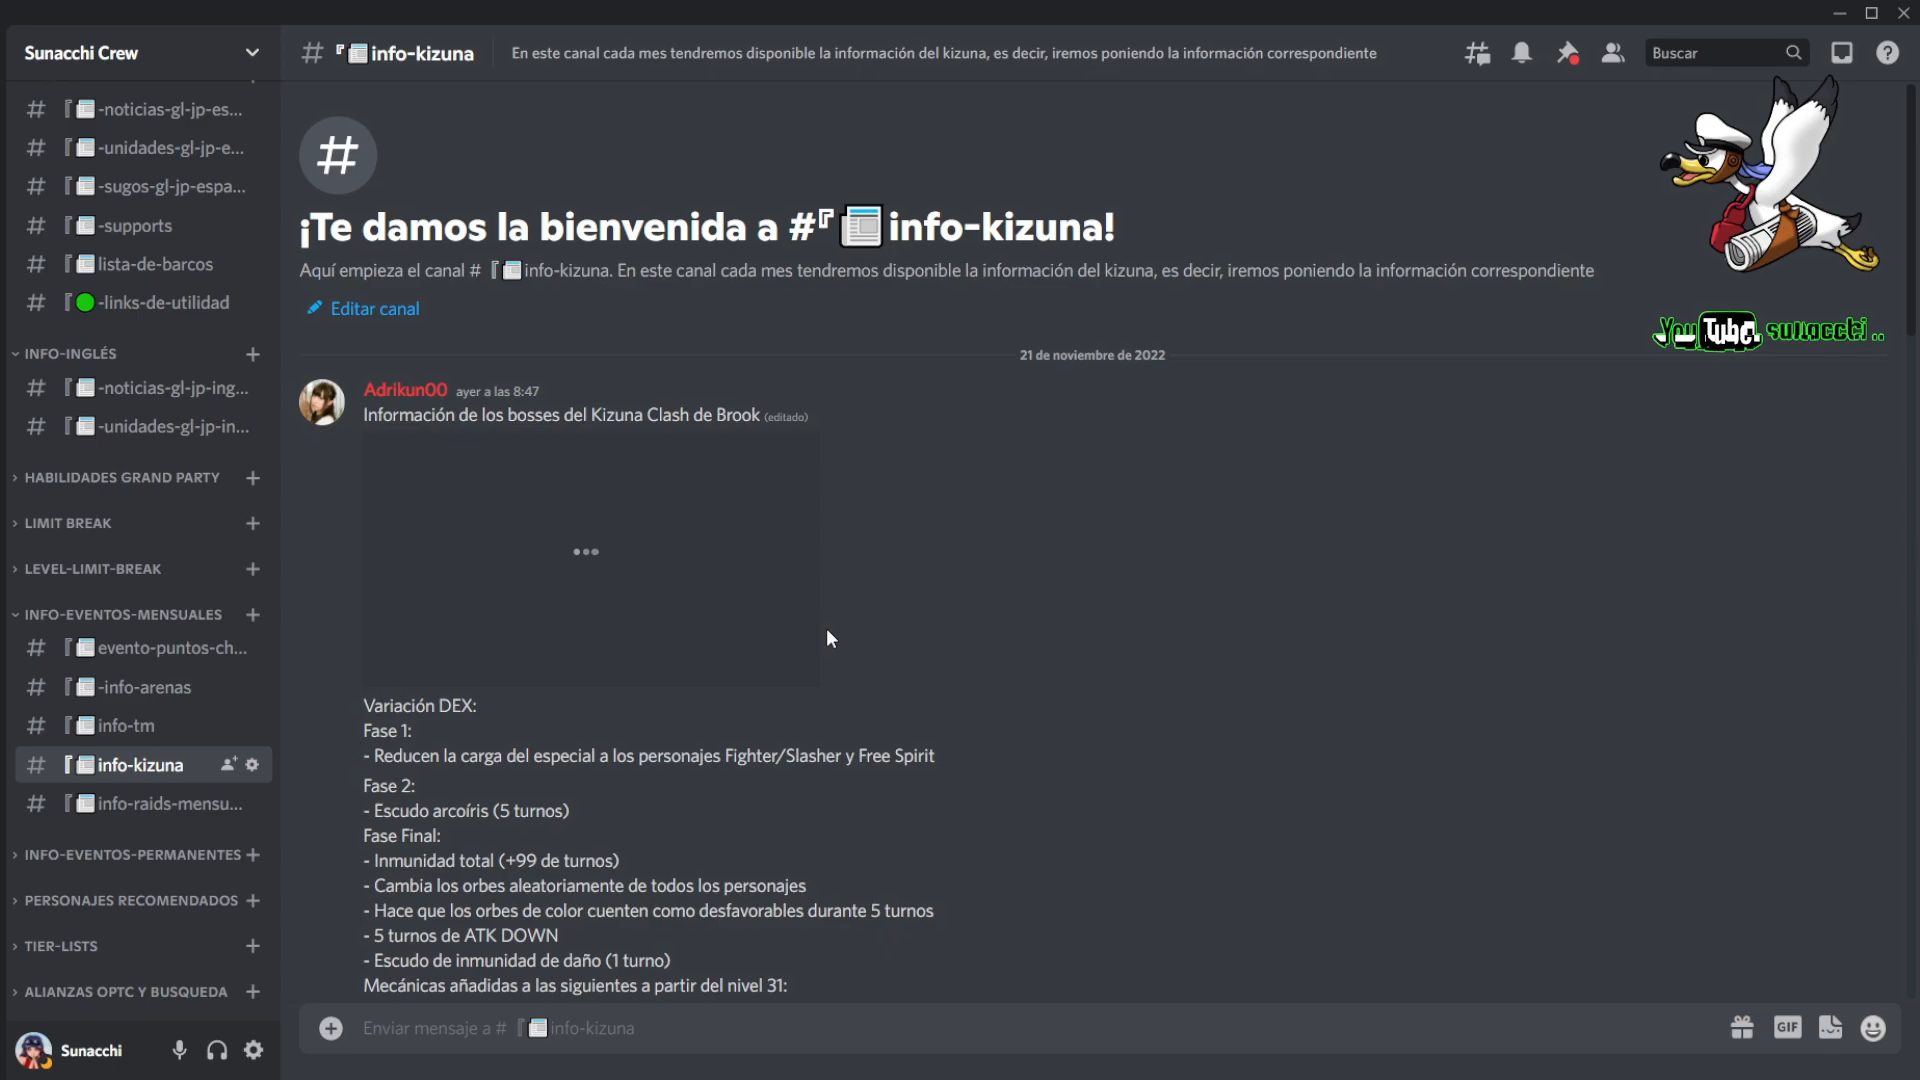 Sunacchi Crew
-noticias-gl-jp-es...
-unidades-gl-jp-e...
-sugos-gl-jp-espa...
-supports
lista-de-barcos
-links-de-utilidad
INFO-INGLÉS
-noticias-gl-jp-ing...
-unidades-gl-jp-in...
HABILIDADES GRAND PARTY
LIMIT BREAK
LEVEL-LIMIT-BREAK
INFO-EVENTOS-MENSUALES
evento-puntos-ch...
-info-arenas
info-tm
info-kizuna
info-raids-mensu...
INFO-EVENTOS-PERMANENTES
PERSONAJES RECOMENDADOS
TIER-LISTS
ALIANZAS OPTC Y BUSQUEDA
Sunacchi
# 『📰info-kizuna
En este canal cada mes tendremos disponible la información del kizuna, es decir, iremos poniendo la información correspondiente
Buscar
#
¡Te damos la bienvenida a #『📰info-kizuna!
Aquí empieza el canal # 『📰info-kizuna. En este canal cada mes tendremos disponible la información del kizuna, es decir, iremos poniendo la información correspondiente
Editar canal
YouTube sunacchi ..
21 de noviembre de 2022
Adrikun00 ayer a las 8:47
Información de los bosses del Kizuna Clash de Brook (editado)
Variación DEX:
Fase 1:
- Reducen la carga del especial a los personajes Fighter/Slasher y Free Spirit
Fase 2:
- Escudo arcoíris (5 turnos)
Fase Final:
- Inmunidad total (+99 de turnos)
- Cambia los orbes aleatoriamente de todos los personajes
- Hace que los orbes de color cuenten como desfavorables durante 5 turnos
- 5 turnos de ATK DOWN
- Escudo de inmunidad de daño (1 turno)
Mecánicas añadidas a las siguientes a partir del nivel 31:
Enviar mensaje a # 『📰info-kizuna
GIF